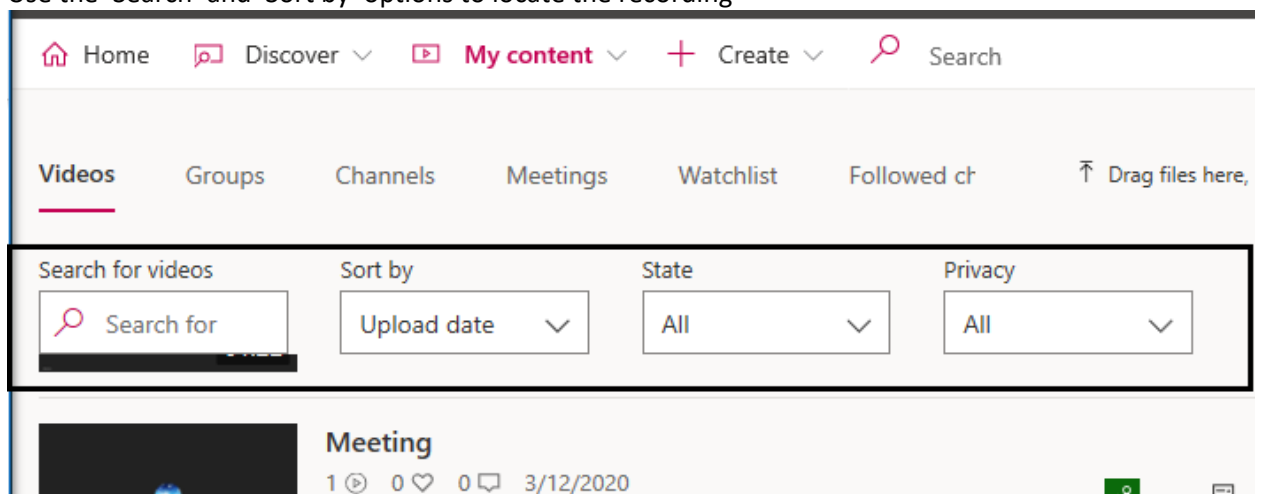 Use the 'Search' and 'Sort by' options to locate the recording
Home Discover My content Create Search
Videos Groups Channels Meetings Watchlist Followed ch Drag files here,
Search for videos Sort by State Privacy
Search for Upload date All All
Meeting
1 0 0 3/12/2020